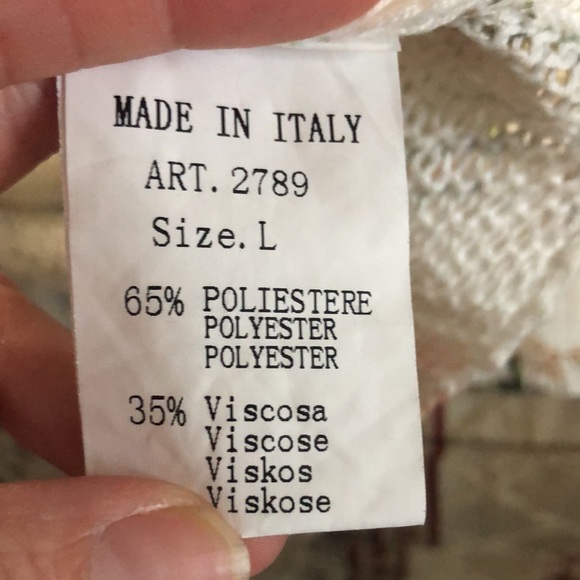 MADE IN ITALY
ART. 2789
Size. L
65% POLIESTERE
POLYESTER
POLYESTER
35% Viscosa
Viscose
Viskos
Viskose